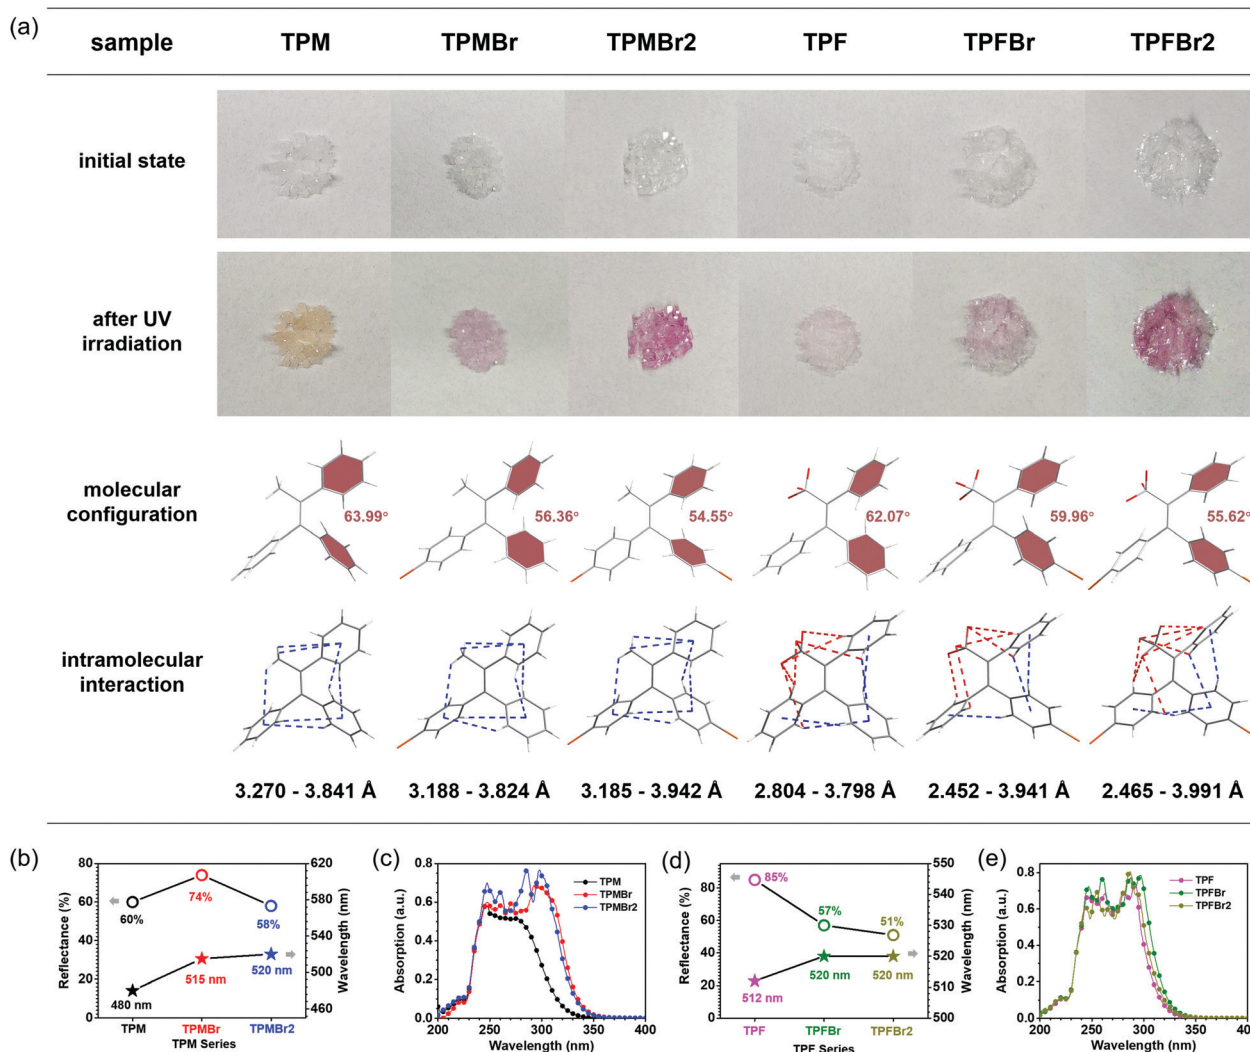 (a)
sample TPM TPMBr TPMBr2 TPF TPFBr TPFBr2
initial state
after UV
irradiation
molecular
configuration
63.99° 56.36° 54.55° 62.07° 59.96° 55.62°
intramolecular
interaction
3.270 - 3.841 Å 3.188 - 3.824 Å 3.185 - 3.942 Å 2.804 - 3.798 Å 2.452 - 3.941 Å 2.465 - 3.991 Å
(b)
Reflectance (%)
80
60
40
20
0
620
600
580
560
540
520
500
480
460
Wavelength (nm)
60%
74%
58%
480 nm
515 nm
520 nm
TPM TPMBr TPMBr2
TPM Series
(c)
Absorption (a.u.)
0.8
0.6
0.4
0.2
0.0
TPM
TPMBr
TPMBr2
200 250 300 350 400
Wavelength (nm)
(d)
Reflectance (%)
80
60
40
20
0
550
540
530
520
510
500
Wavelength (nm)
85%
57%
51%
512 nm
520 nm
520 nm
TPF TPFBr TPFBr2
TPF Series
(e)
Absorption (a.u.)
0.8
0.6
0.4
0.2
0.0
TPF
TPFBr
TPFBr2
200 250 300 350 400
Wavelength (nm)